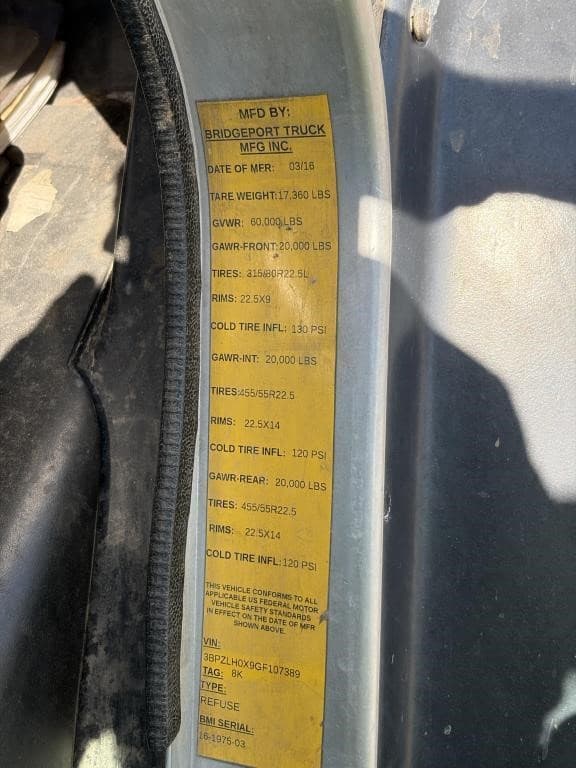 MFD BY:
BRIDGEPORT TRUCK
MFG INC.
DATE OF MFR: 03/16
TARE WEIGHT:17,360 LBS
GVWR: 60,000 LBS
GAWR-FRONT:20,000 LBS
TIRES: 315/80R22.5L
RIMS: 22.5X9
COLD TIRE INFL: 130 PSI
GAWR-INT: 20,000 LBS
TIRES:455/55R22.5
RIMS: 22.5X14
COLD TIRE INFL: 120 PSI
GAWR-REAR: 20,000 LBS
TIRES: 455/55R22.5
RIMS: 22.5X14
COLD TIRE INFL:120 PSI
THIS VEHICLE CONFORMS TO ALL
APPLICABLE US FEDERAL MOTOR
VEHICLE SAFETY STANDARDS
IN EFFECT ON THE DATE OF MFR
SHOWN ABOVE.
VIN:
3BPZLH0X9GF107389
TAG: 8K
TYPE:
REFUSE
BMI SERIAL:
16-1975-03